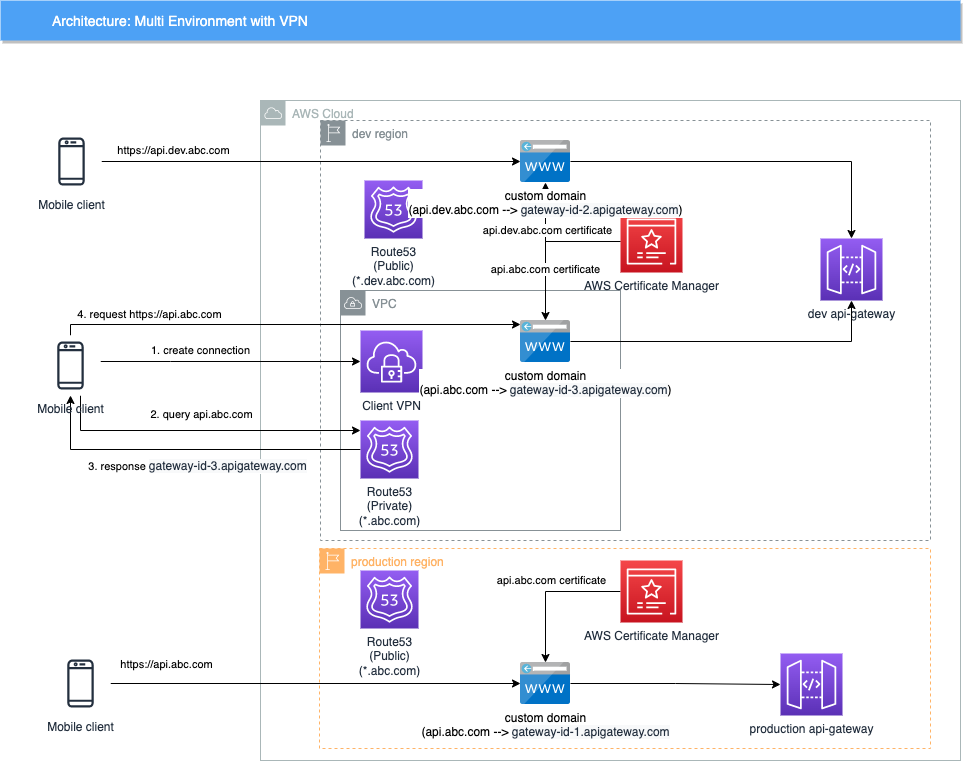 Architecture: Multi Environment with VPN
AWS Cloud
dev region
https://api.dev.abc.com
WWW
Mobile client
custom domain
(api.dev.abc.com --> gateway-id-2.apigateway.com)
53
Route53
(Public)
(*.dev.abc.com)
api.dev.abc.com certificate
api.abc.com certificate
AWS Certificate Manager
dev api-gateway
VPC
4. request https://api.abc.com
WWW
1. create connection
custom domain
(api.abc.com --> gateway-id-3.apigateway.com)
Mobile client
Client VPN
2. query api.abc.com
53
3. response gateway-id-3.apigateway.com
Route53
(Private)
(*.abc.com)
production region
api.abc.com certificate
53
AWS Certificate Manager
Route53
(Public)
(*.abc.com)
https://api.abc.com
WWW
Mobile client
custom domain
(api.abc.com --> gateway-id-1.apigateway.com
production api-gateway